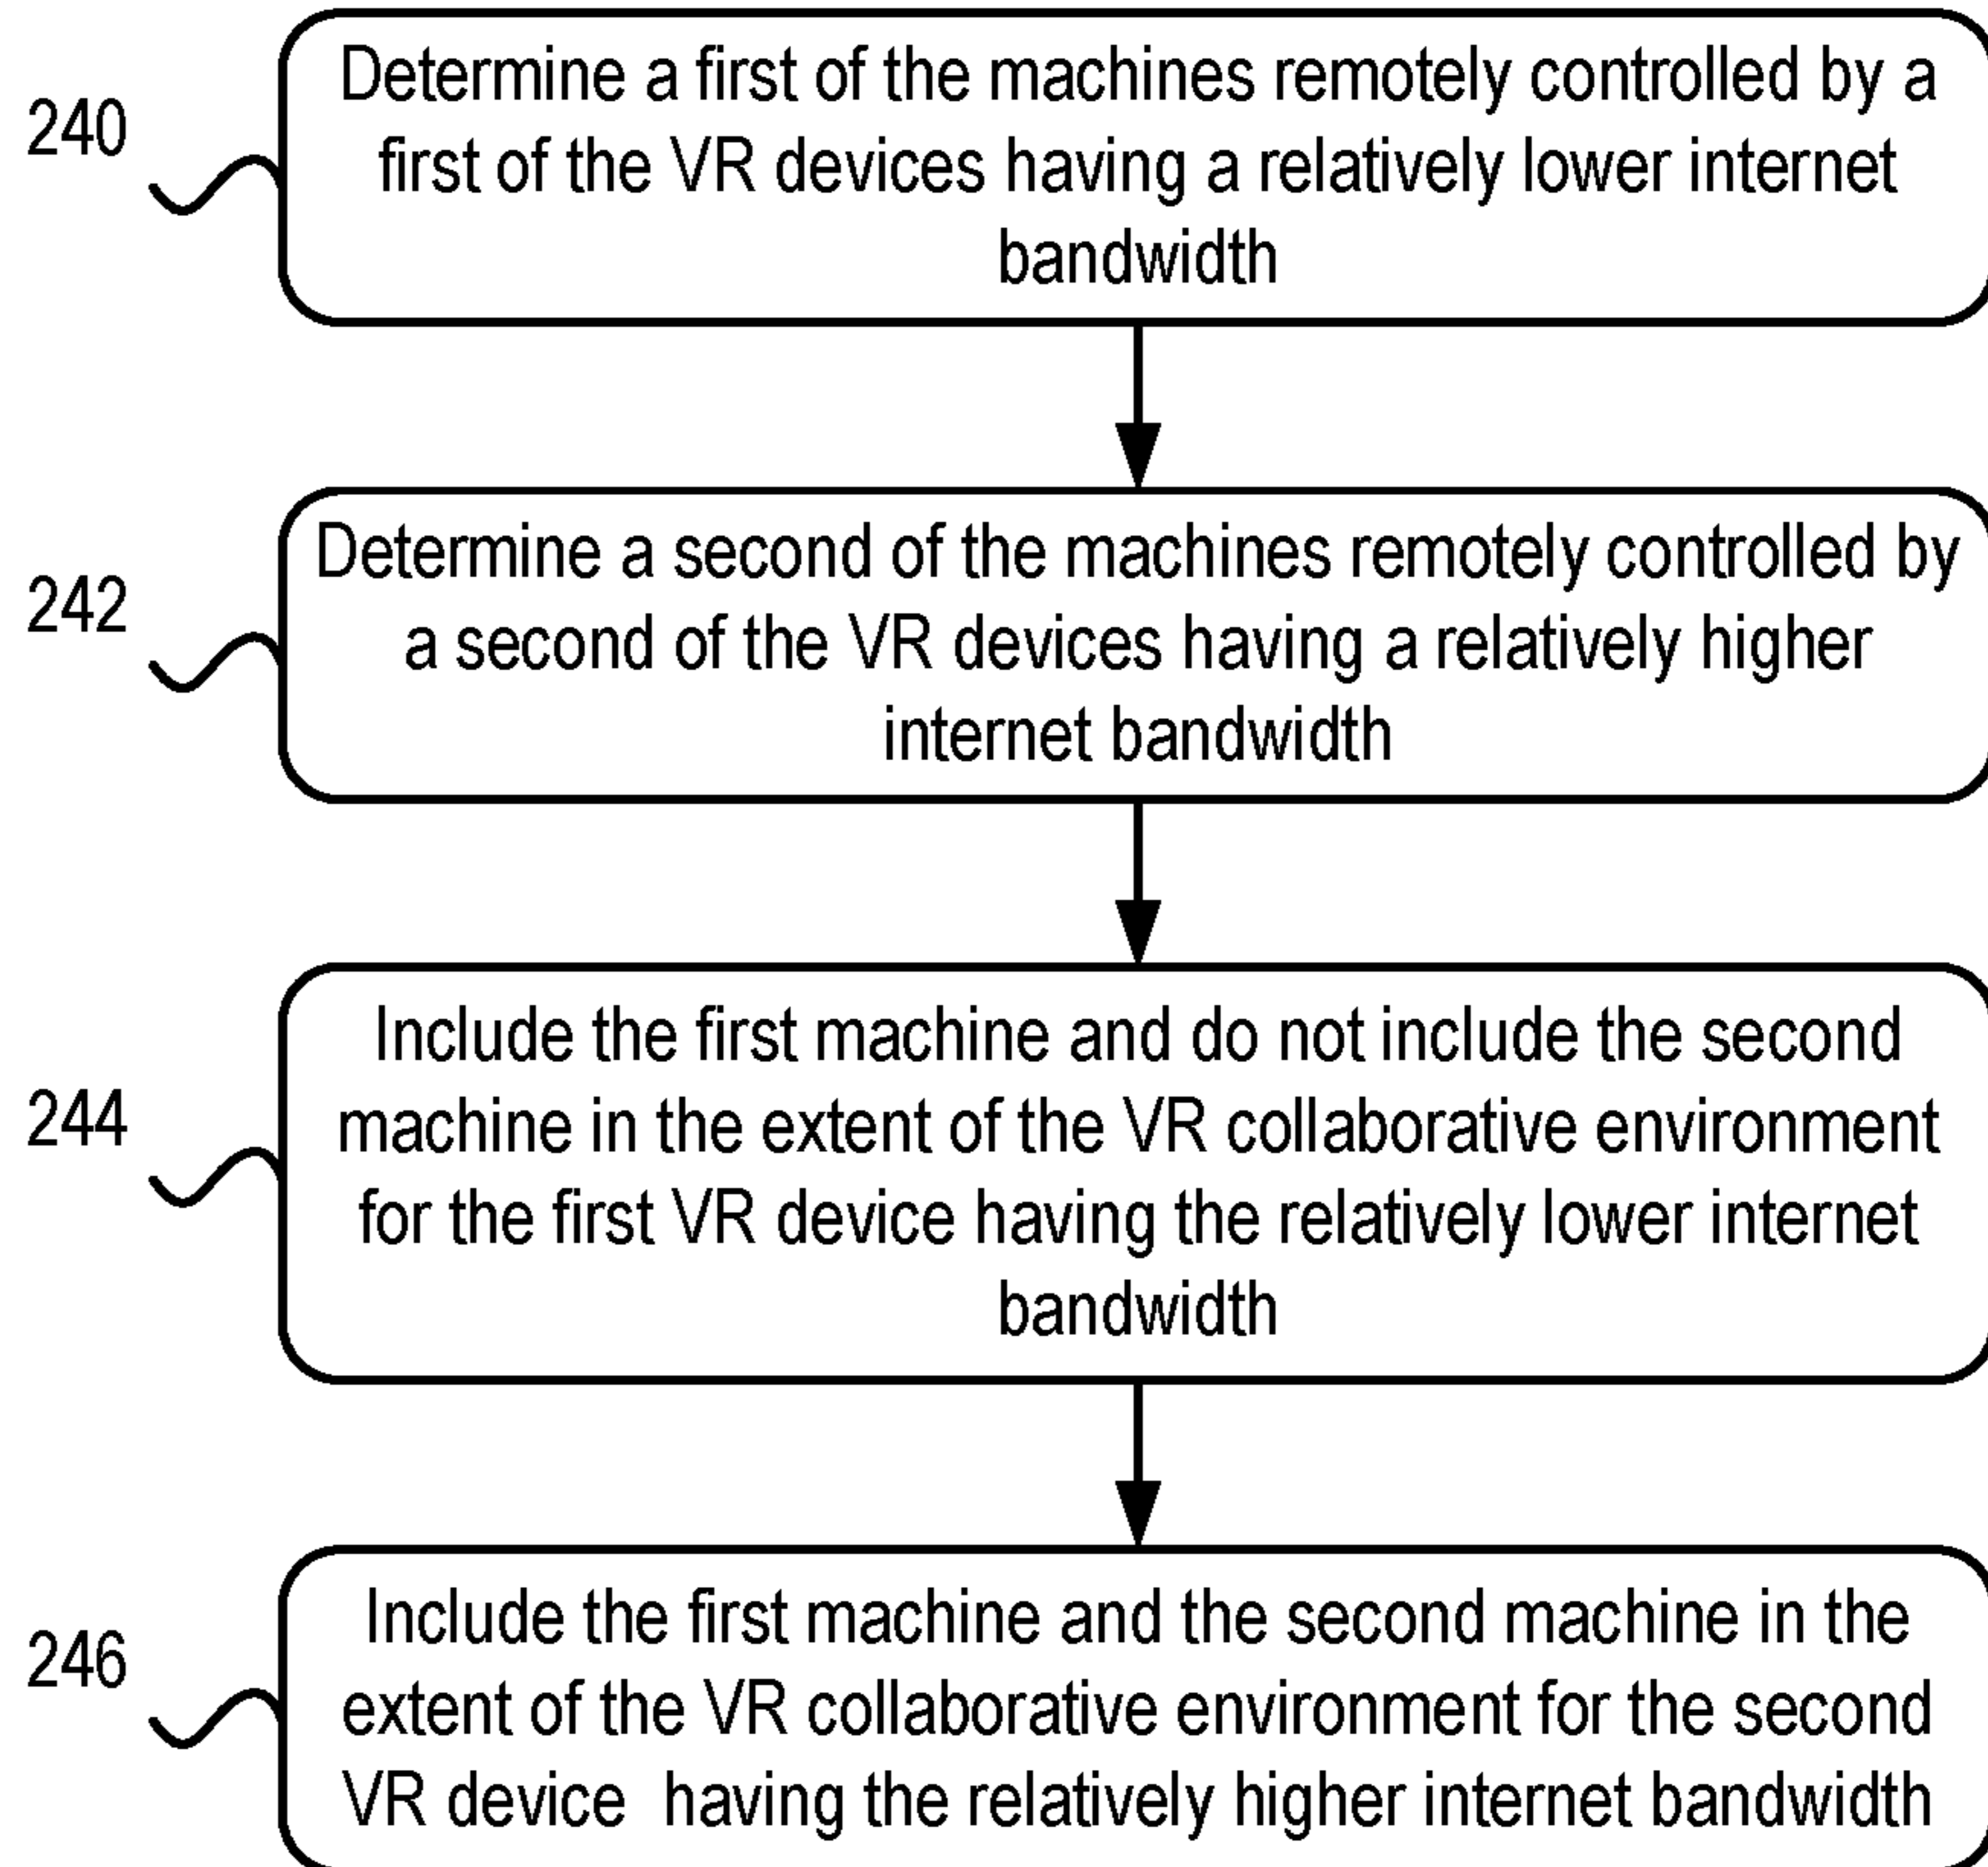 240
Determine a first of the machines remotely controlled by a
first of the VR devices having a relatively lower internet
bandwidth
242
Determine a second of the machines remotely controlled by
a second of the VR devices having a relatively higher
internet bandwidth
244
Include the first machine and do not include the second
machine in the extent of the VR collaborative environment
for the first VR device having the relatively lower internet
bandwidth
246
Include the first machine and the second machine in the
extent of the VR collaborative environment for the second
VR device  having the relatively higher internet bandwidth